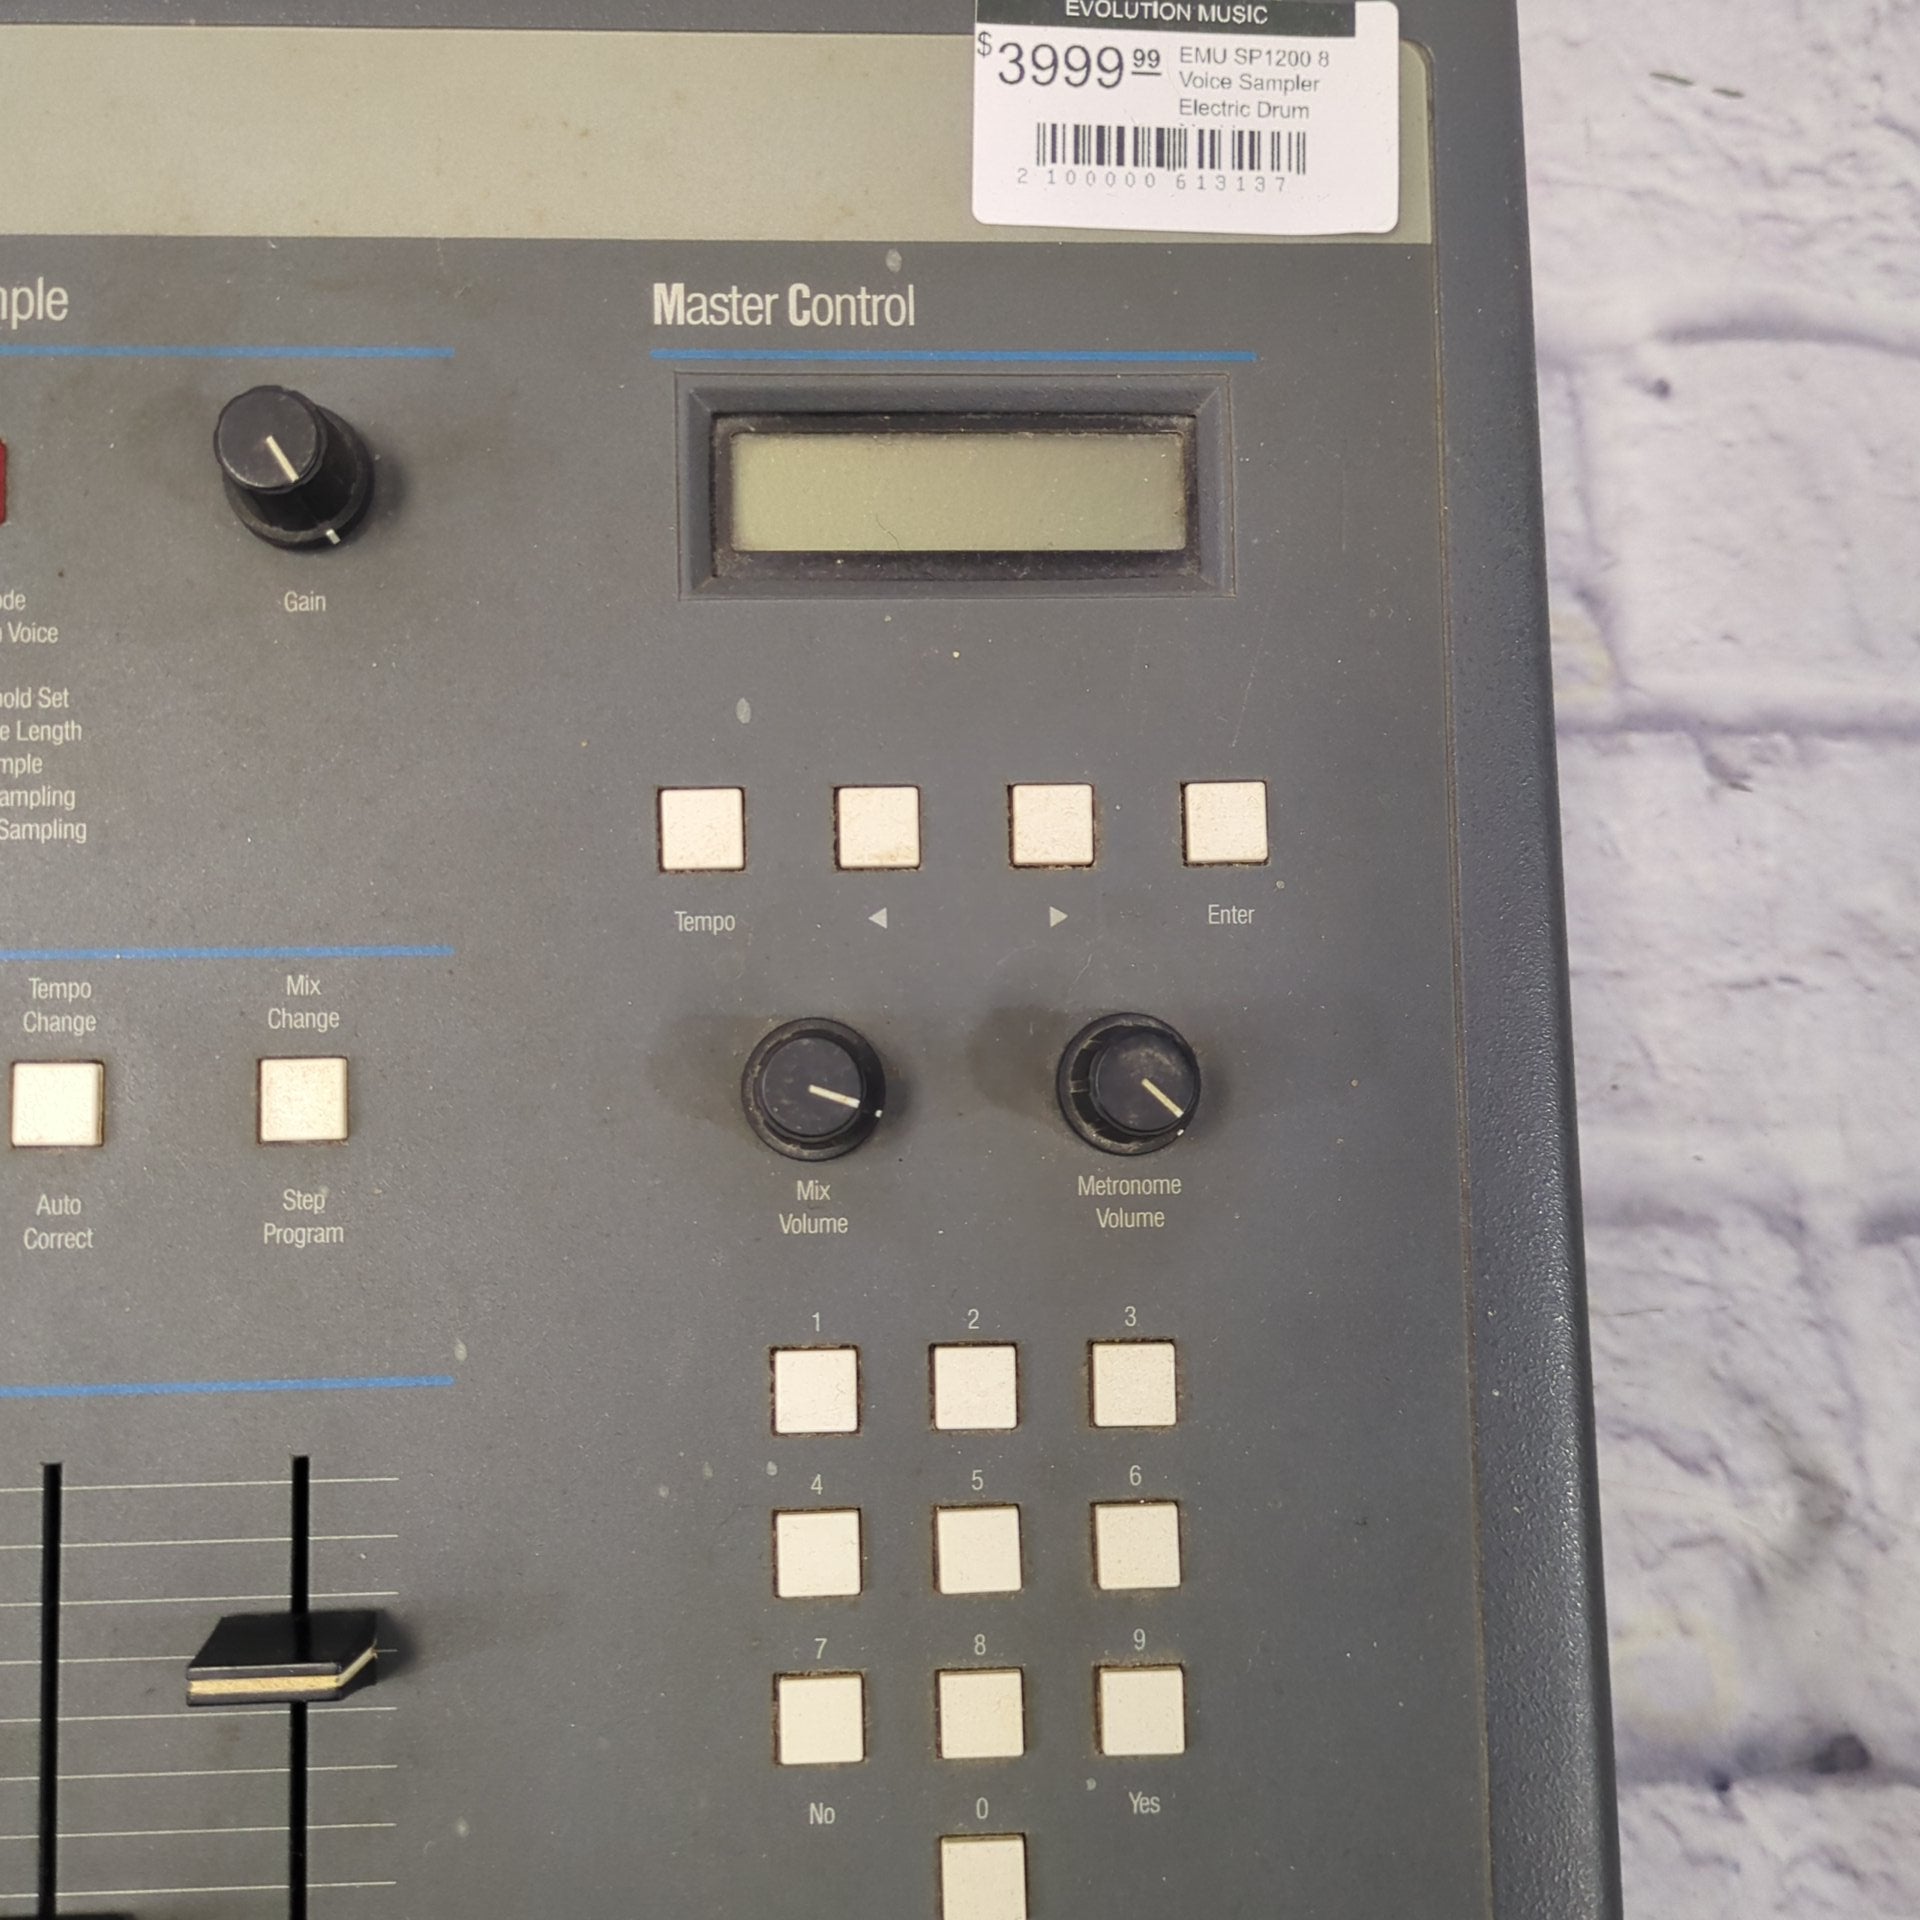 EVOLUTION MUSIC
$3999.99
EMU SP1200 8
Voice Sampler
Electric Drum
2 100000 613137
mple
Master Control
Gain
ode
Voice
old Set
e Length
mple
ampling
Sampling
Tempo
◀
▶
Enter
Tempo
Change
Mix
Change
Auto
Correct
Step
Program
Mix
Volume
Metronome
Volume
1 2 3
4 5 6
7 8 9
No 0 Yes